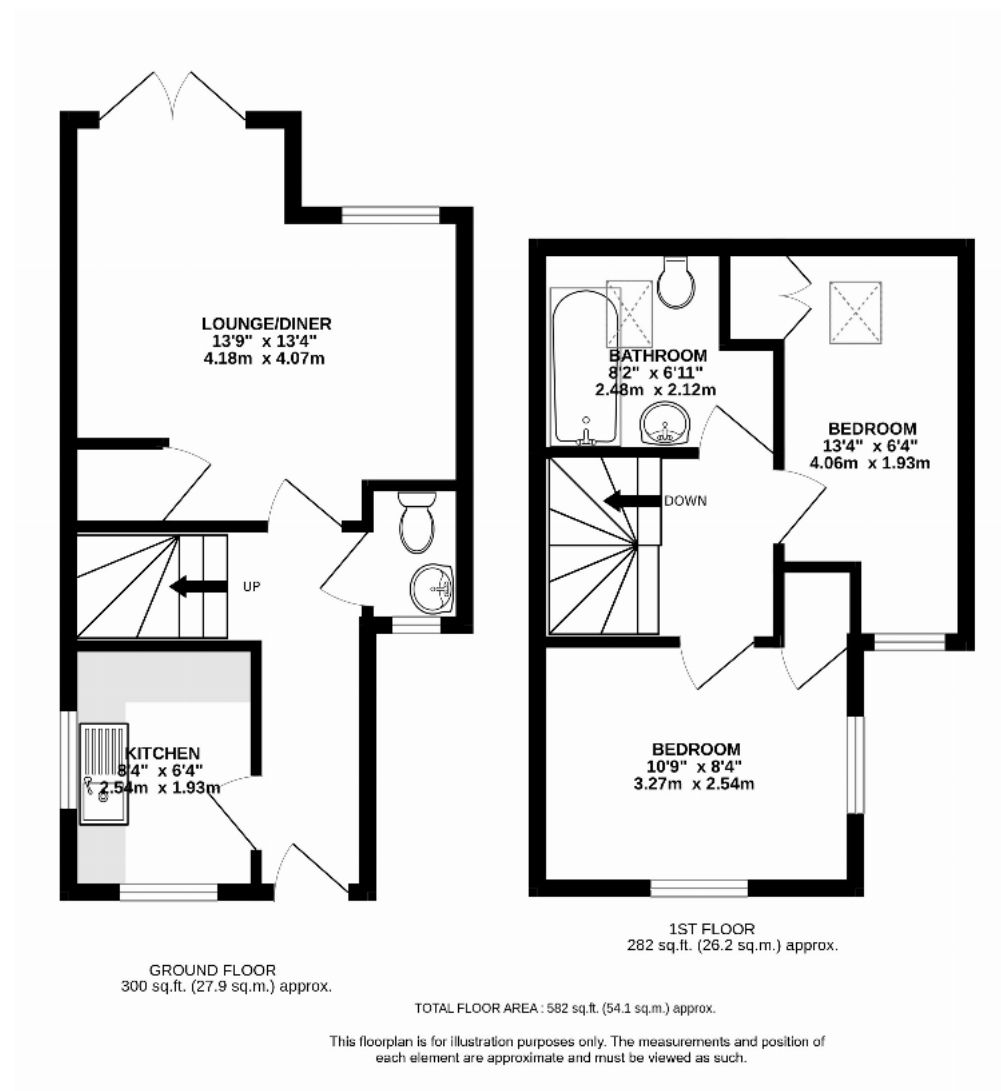 LOUNGE/DINER
13'9" x 13'4"
4.18m x 4.07m
UP
KITCHEN
8'4" x 6'4"
2.54m x 1.93m
GROUND FLOOR
300 sq.ft. (27.9 sq.m.) approx.
BATHROOM
8'2" x 6'11"
2.48m x 2.12m
BEDROOM
13'4" x 6'4"
4.06m x 1.93m
DOWN
BEDROOM
10'9" x 8'4"
3.27m x 2.54m
1ST FLOOR
282 sq.ft. (26.2 sq.m.) approx.
TOTAL FLOOR AREA : 582 sq.ft. (54.1 sq.m.) approx.
This floorplan is for illustration purposes only. The measurements and position of
each element are approximate and must be viewed as such.